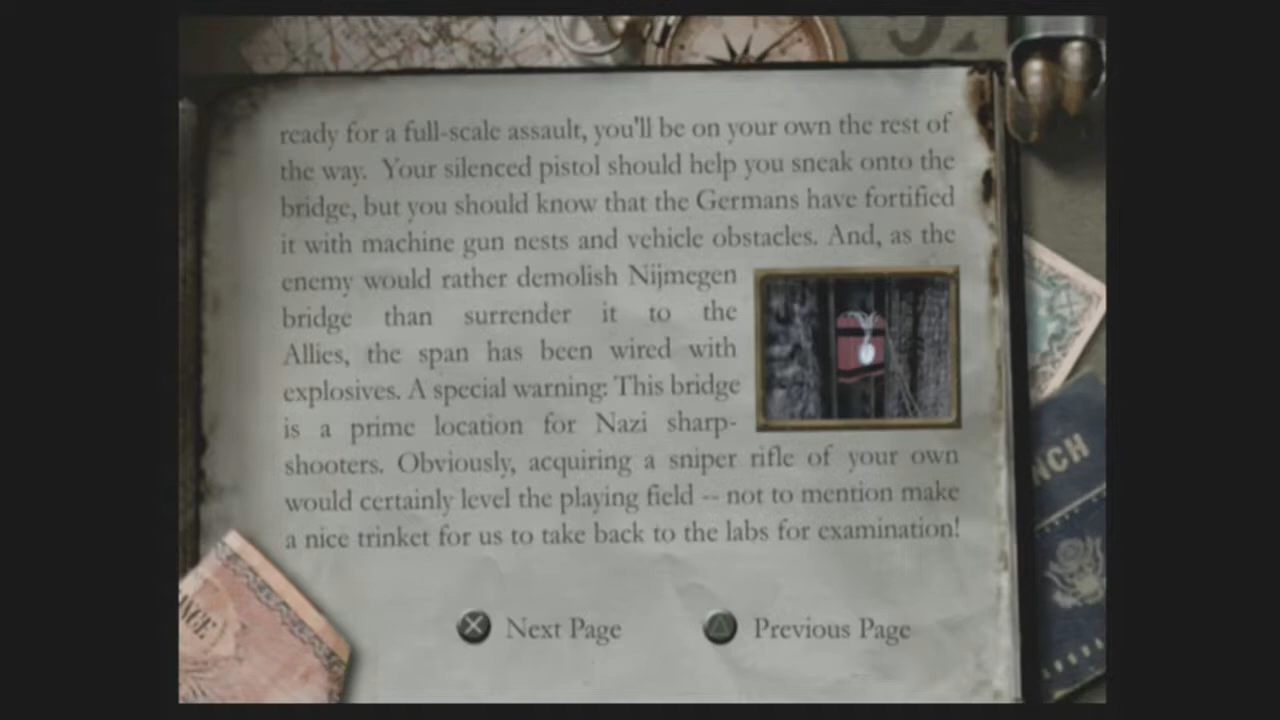 ready for a full-scale assault, you'll be on your own the rest of
the way. Your silenced pistol should help you sneak onto the
bridge, but you should know that the Germans have fortified
it with machine gun nests and vehicle obstacles. And, as the
enemy would rather demolish Nijmegen
bridge than surrender it to the
Allies, the span has been wired with
explosives. A special warning: This bridge
is a prime location for Nazi sharp-
shooters. Obviously, acquiring a sniper rifle of your own
would certainly level the playing field -- not to mention make
a nice trinket for us to take back to the labs for examination!
Next Page
Previous Page
NCH